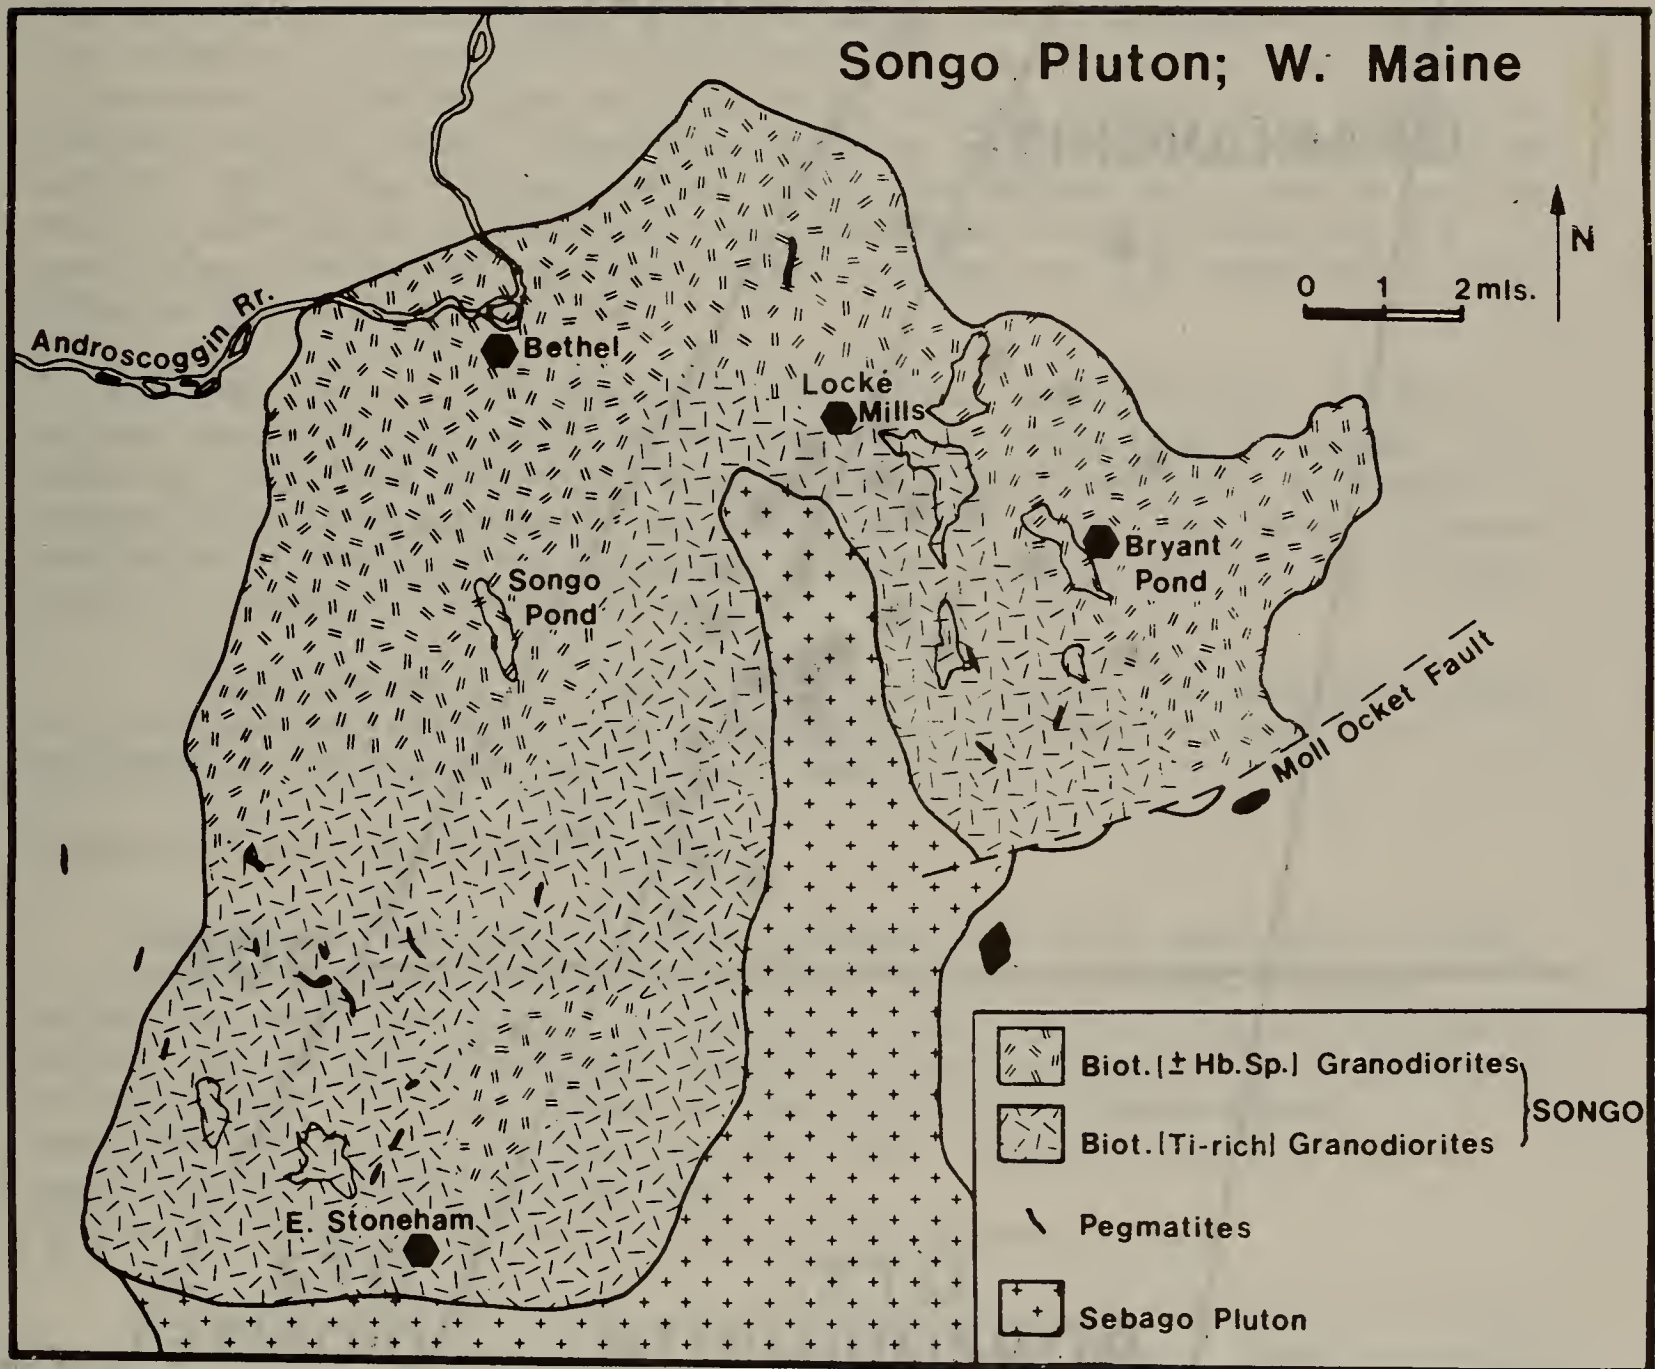 Songo Pluton; W. Maine
N
0 1 2 mls.
Androscoggin Rr.
Bethel
Locke
Mills
Songo
Pond
Bryant
Pond
Moll Ocket Fault
E. Stoneham
Biot. [± Hb.Sp.] Granodiorites
Biot. [Ti-rich] Granodiorites
SONGO
Pegmatites
Sebago Pluton